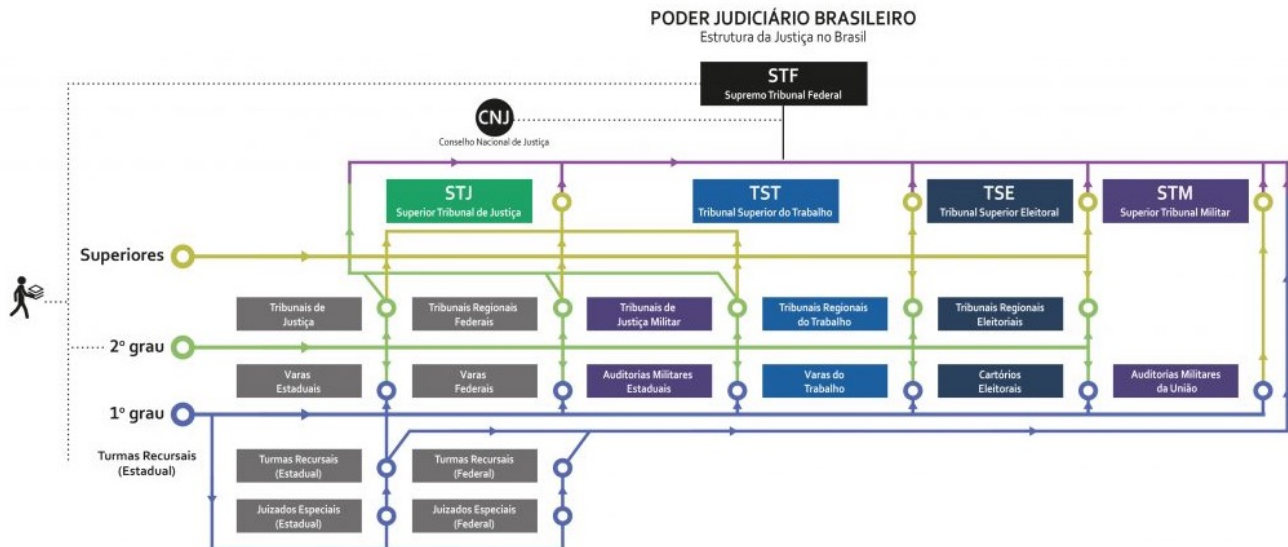 PODER JUDICIÁRIO BRASILEIRO
Estrutura da Justiça no Brasil
STF
Supremo Tribunal Federal
CNJ
Conselho Nacional de Justiça
STJ
Superior Tribunal de Justiça
TST
Tribunal Superior do Trabalho
TSE
Tribunal Superior Eleitoral
STM
Superior Tribunal Militar
Superiores
Tribunais de
Justiça
Tribunais Regionais
Federais
Tribunais de
Justiça Militar
Tribunais Regionais
do Trabalho
Tribunais Regionais
Eleitoriais
2º grau
Varas
Estaduais
Varas
Federais
Auditorias Militares
Estaduais
Varas do
Trabalho
Cartórios
Eleitorais
Auditorias Militares
da União
1º grau
Turmas Recursais
(Estadual)
Turmas Recursais
(Estadual)
Turmas Recursais
(Federal)
Juizados Especiais
(Estadual)
Juizados Especiais
(Federal)